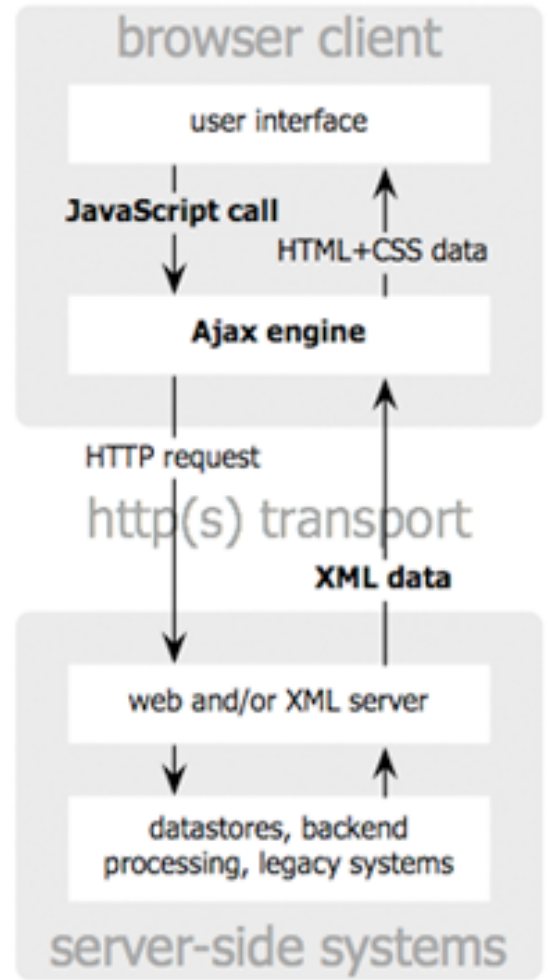 browser client
user interface
JavaScript call
HTML+CSS data
Ajax engine
HTTP request
http(s) transport
XML data
web and/or XML server
datastores, backend
processing, legacy systems
server-side systems